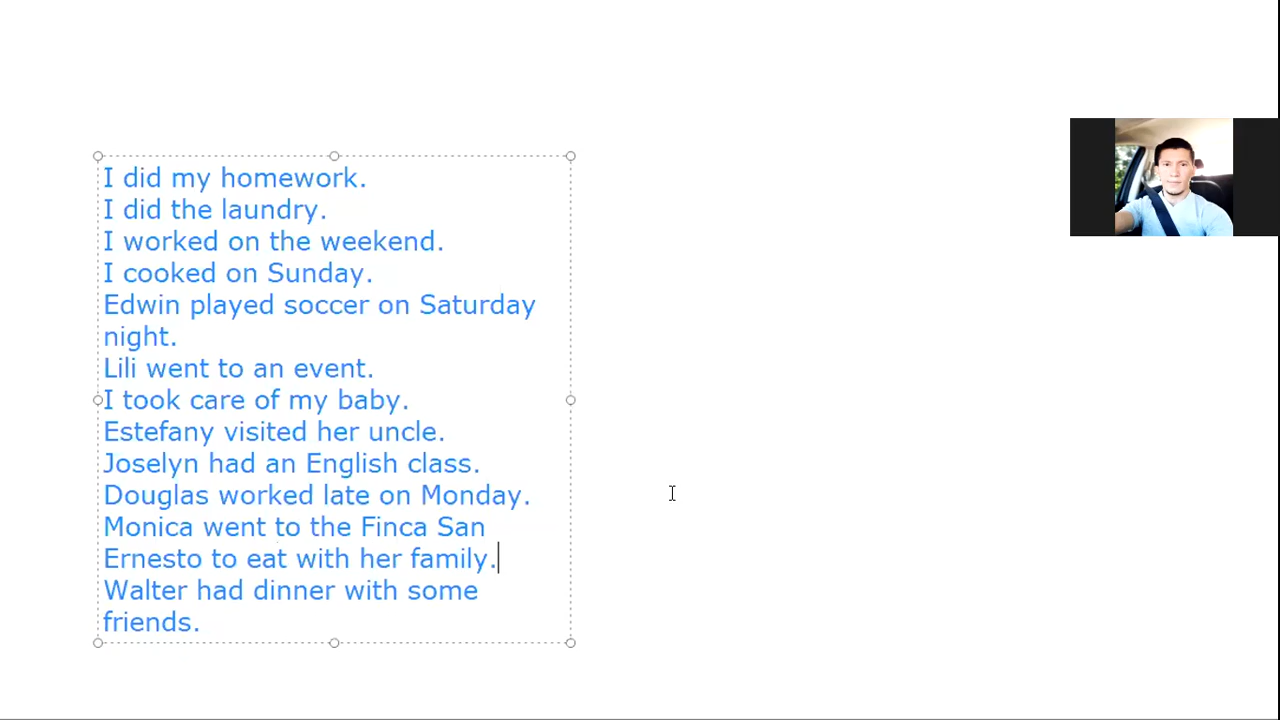 I did my homework.
I did the laundry.
I worked on the weekend.
I cooked on Sunday.
Edwin played soccer on Saturday
night.
Lili went to an event.
I took care of my baby.
Estefany visited her uncle.
Joselyn had an English class.
Douglas worked late on Monday.
Monica went to the Finca San
Ernesto to eat with her family.
Walter had dinner with some
friends.